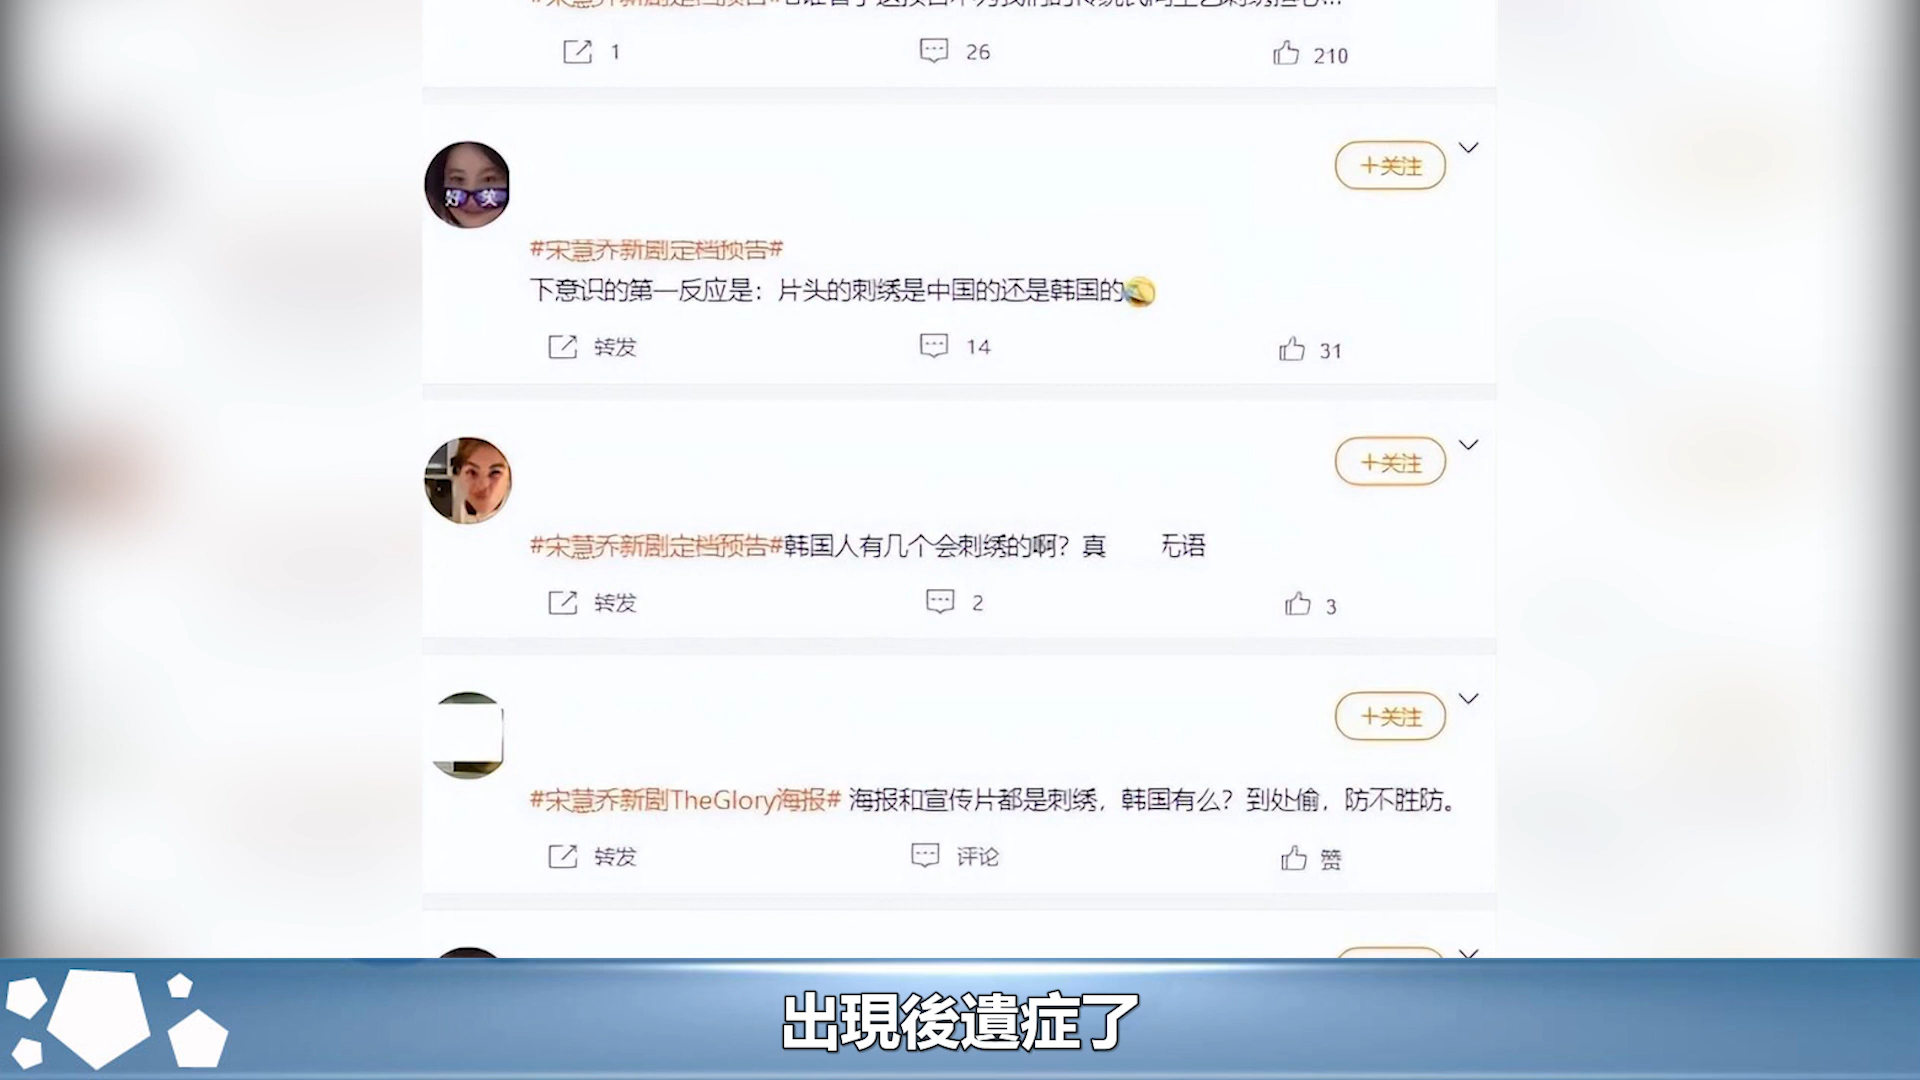 1
26
210
好笑
+关注
#宋慧乔新剧定档预告#
下意识的第一反应是：片头的刺绣是中国的还是韩国的
转发
14
31
+关注
#宋慧乔新剧定档预告#韩国人有几个会刺绣的啊？真 无语
转发
2
3
+关注
#宋慧乔新剧TheGlory海报# 海报和宣传片都是刺绣，韩国有么？到处偷，防不胜防。
转发
评论
赞
出現後遺症了